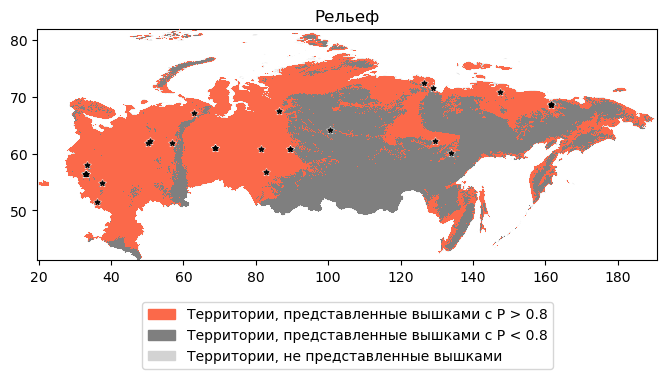 Рельеф
80
70
60
50
20 40 60 80 100 120 140 160 180
Территории, представленные вышками с P > 0.8
Территории, представленные вышками с P < 0.8
Территории, не представленные вышками